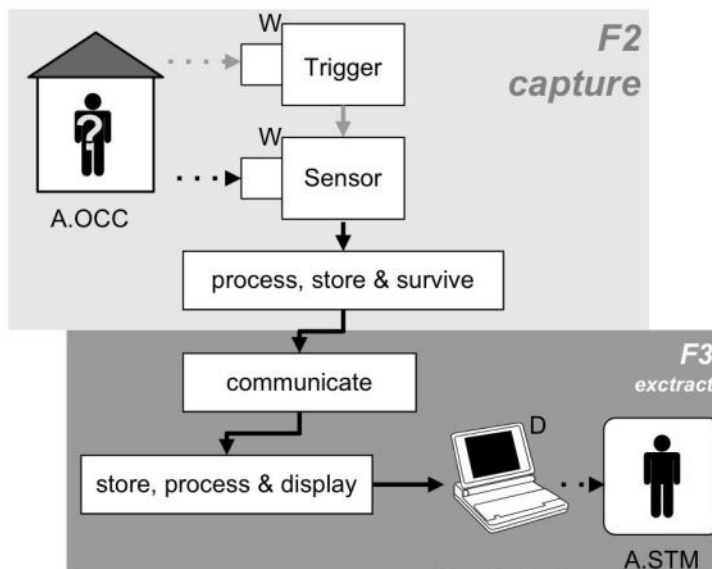 W
F2
capture
Trigger
?
W
Sensor
A.OCC
process, store & survive
F3
exctract
communicate
D
store, process & display
A.STM